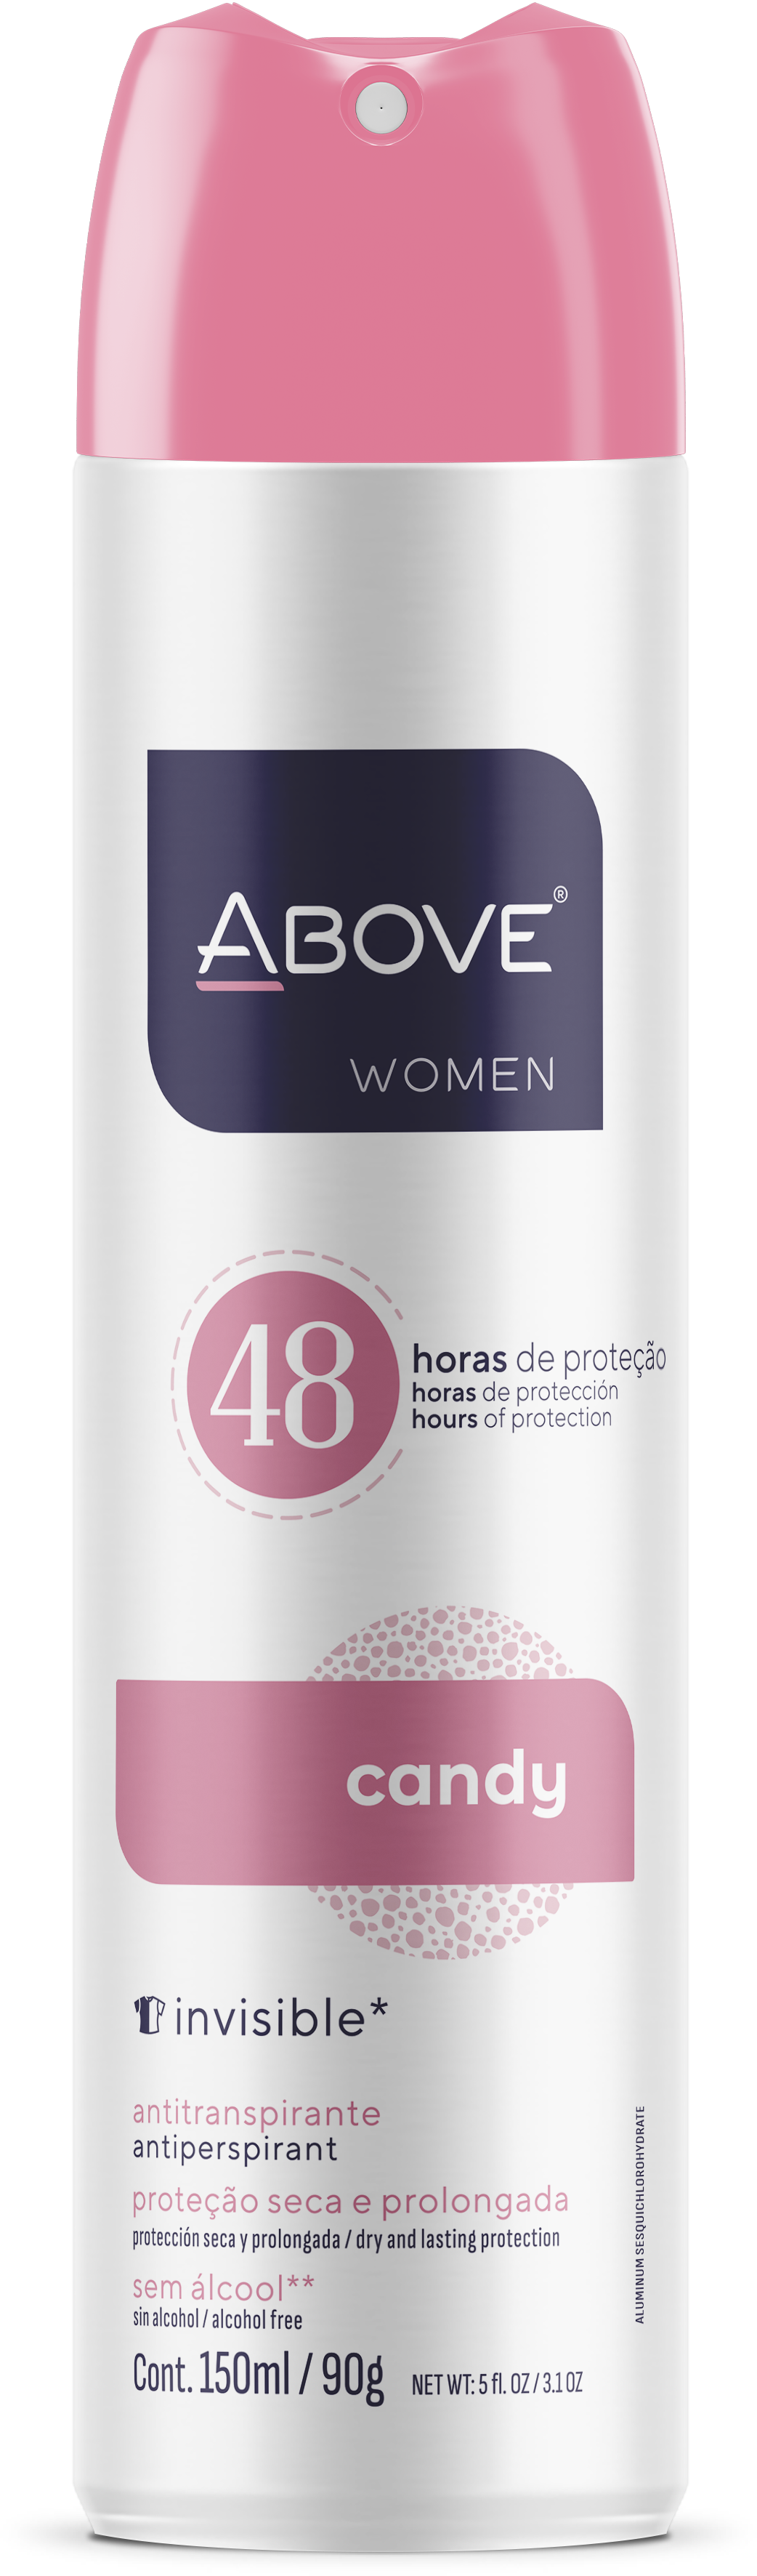 ABOVE®
WOMEN
48
horas de proteção
horas de protección
hours of protection
candy
invisible*
antitranspirante
antiperspirant
proteção seca e prolongada
protección seca y prolongada / dry and lasting protection
sem álcool**
sin alcohol / alcohol free
Cont. 150ml / 90g NET WT: 5 fl. OZ / 3.1 OZ
ALUMINUM SESQUICHLOROHYDRATE